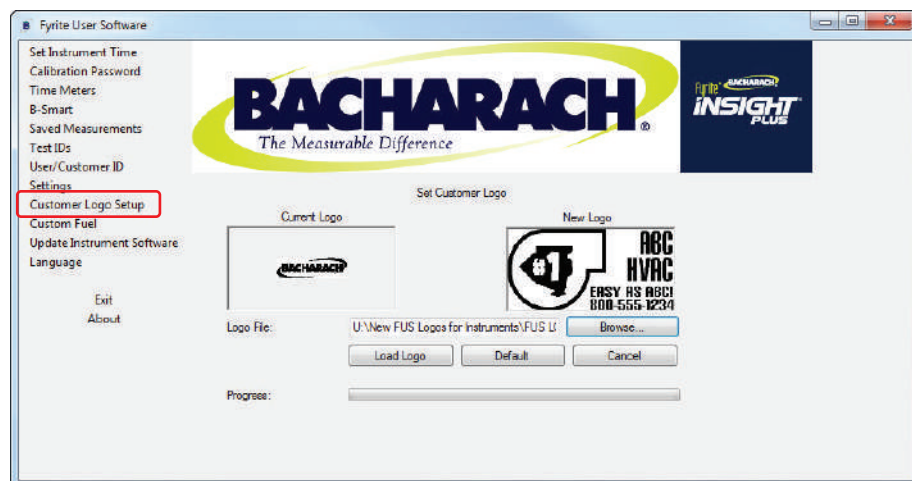 Fyrite User Software
Set Instrument Time
Calibration Password
Time Meters
B-Smart
Saved Measurements
Test IDs
User/Customer ID
Settings
Customer Logo Setup
Custom Fuel
Update Instrument Software
Language
Exit
About
BACHARACH®
The Measurable Difference
Fyrite® BACHARACH®
INSIGHT®
PLUS
Set Customer Logo
Current Logo
New Logo
BACHARACH
#1
ABC
HVAC
EASY AS ABC!
800-555-1234
Logo File:
U:\New FUS Logos for Instruments\FUS L
Browse...
Load Logo
Default
Cancel
Progress: